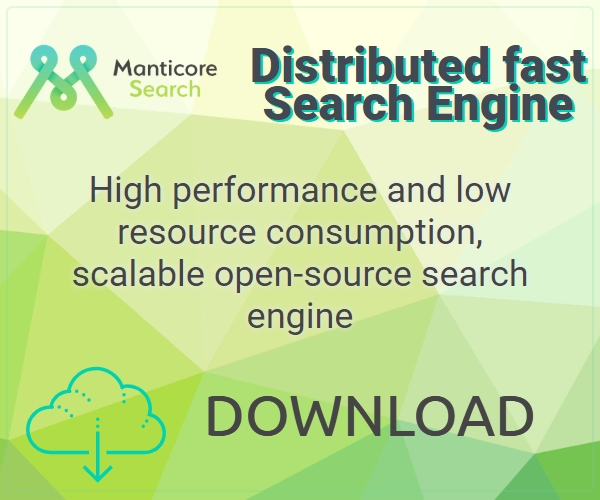 Manticore
Search
Distributed fast
Search Engine
High performance and low
resource consumption,
scalable open-source search
engine
DOWNLOAD